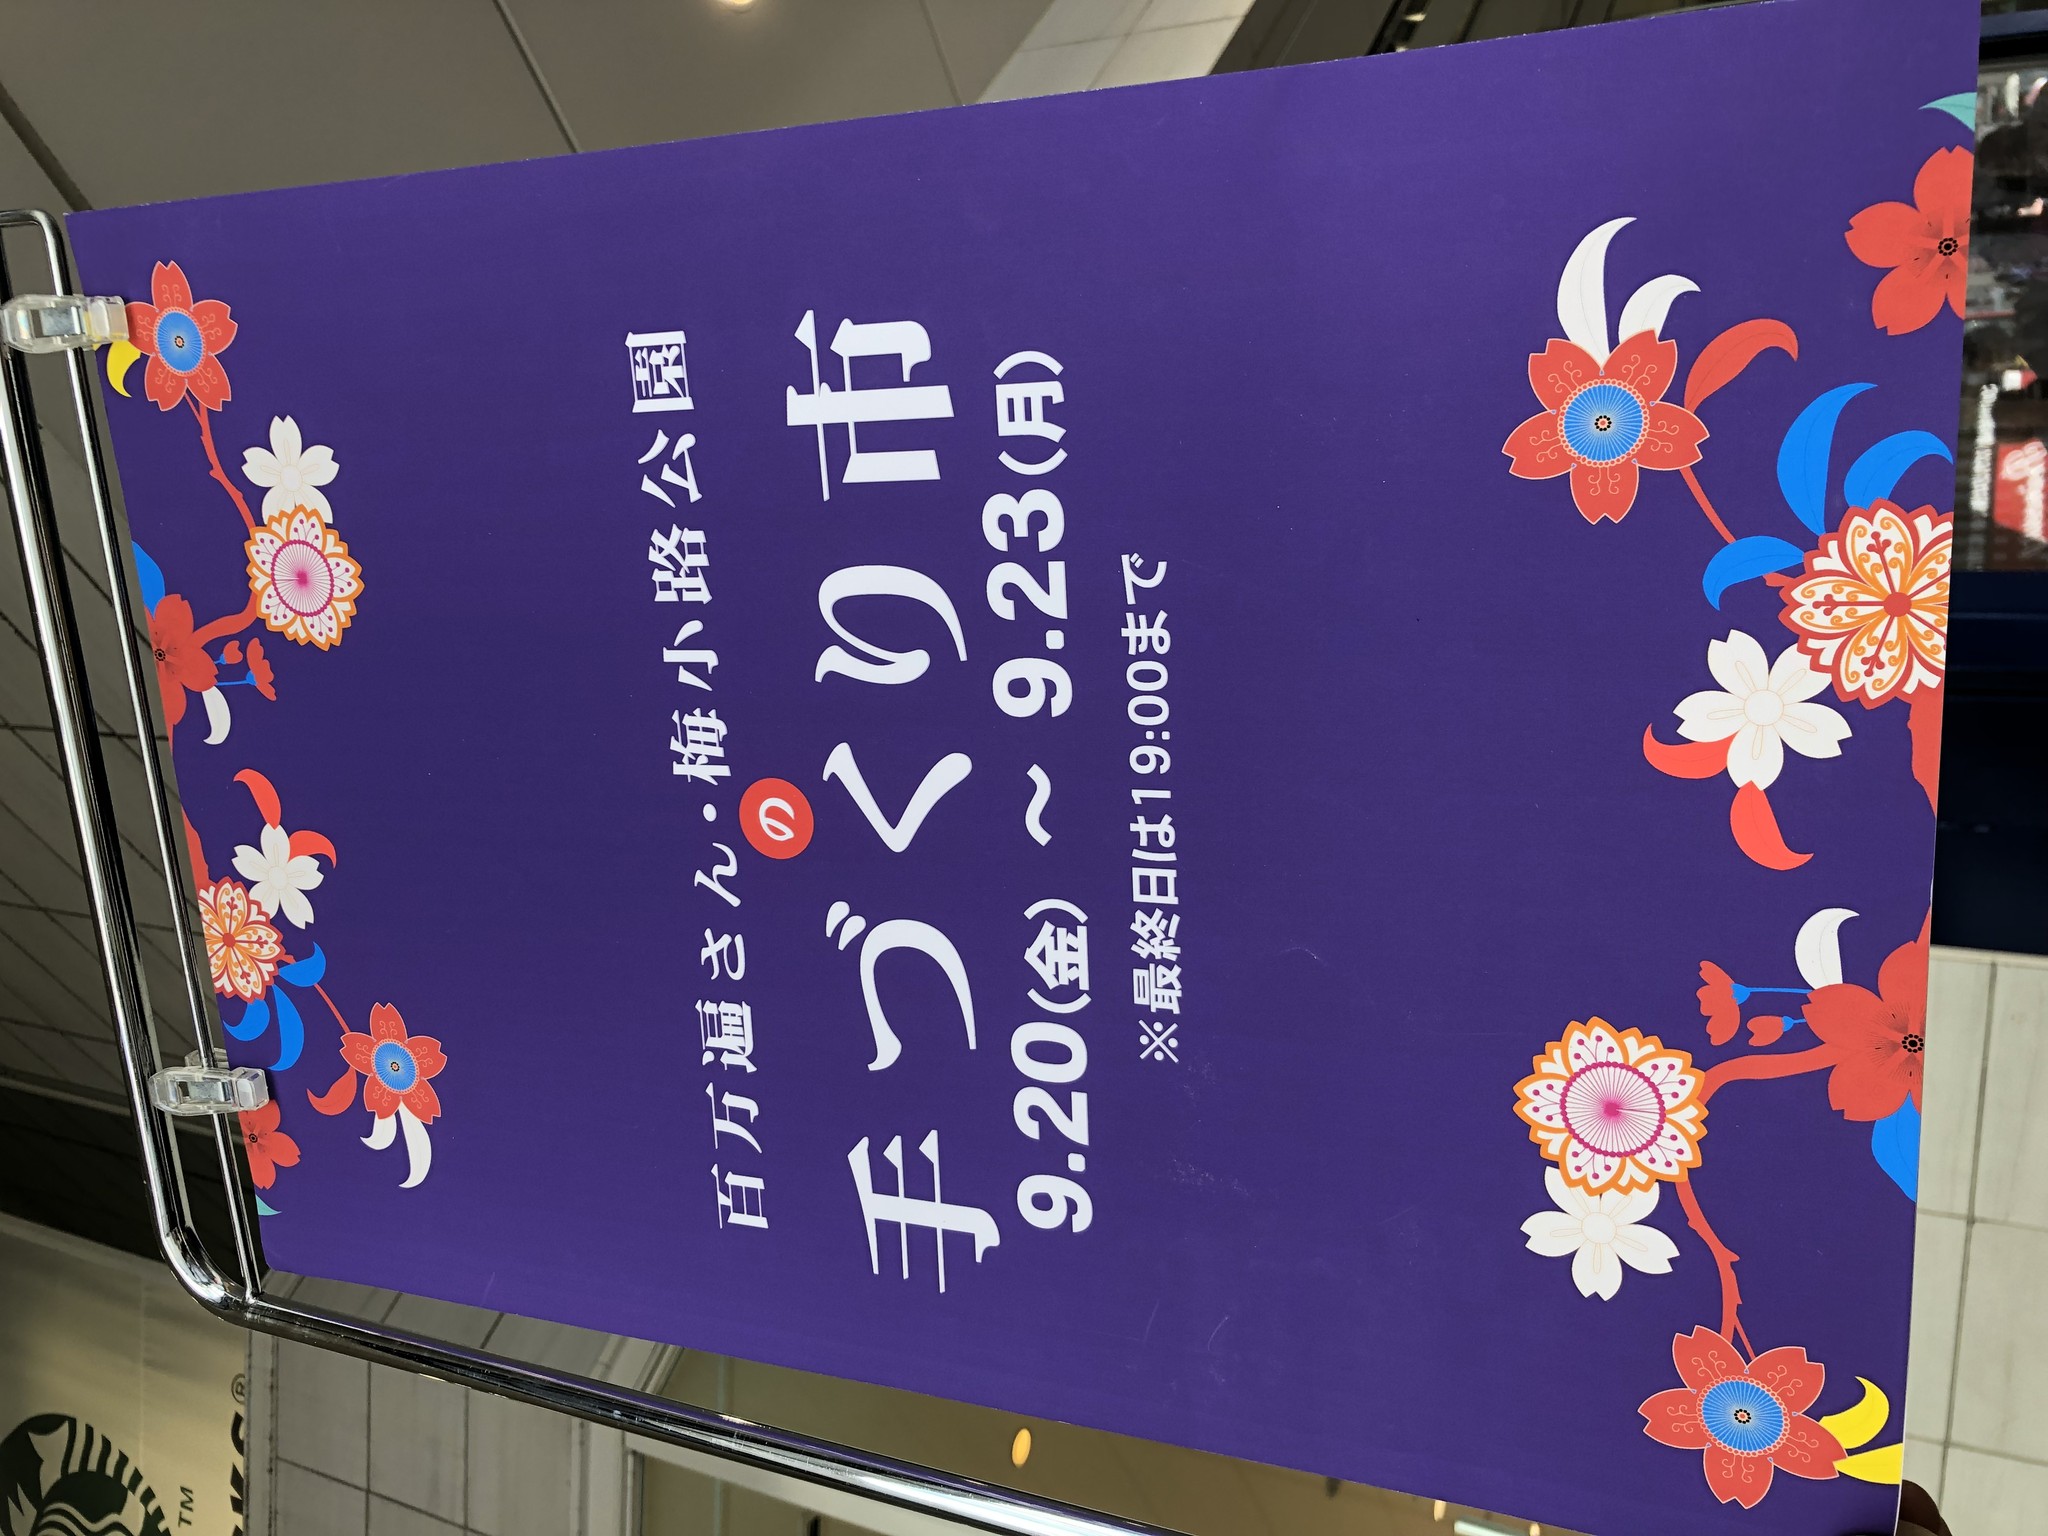 百万遍さん・梅小路公園
の
手づくり市
9.20(金) ～ 9.23(月)
※最終日は19:00まで
TM
®